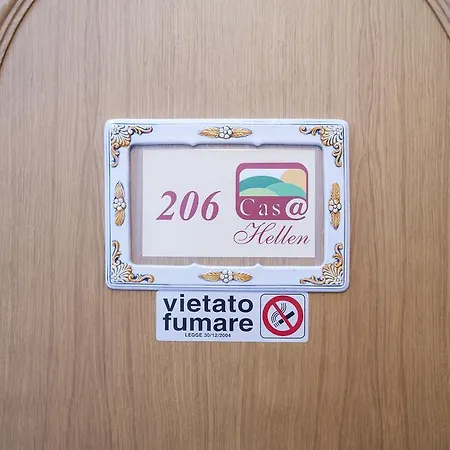 206
Cas@
Hellen
vietato
fumare
LEGGE 30/12/2004